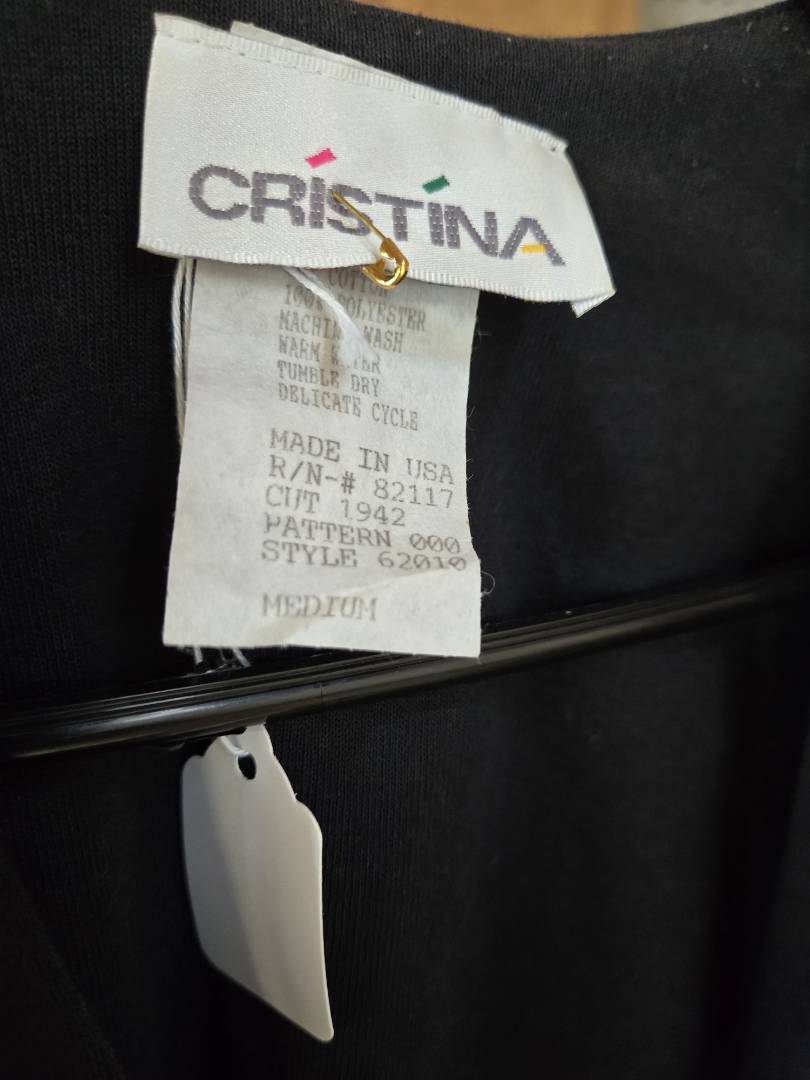 CRISTINA
COTTON
100% POLYESTER
MACHINE WASH
WARM WATER
TUMBLE DRY
DELICATE CYCLE
MADE IN USA
R/N-# 82117
CUT 1942
PATTERN 000
STYLE 62010
MEDIUM